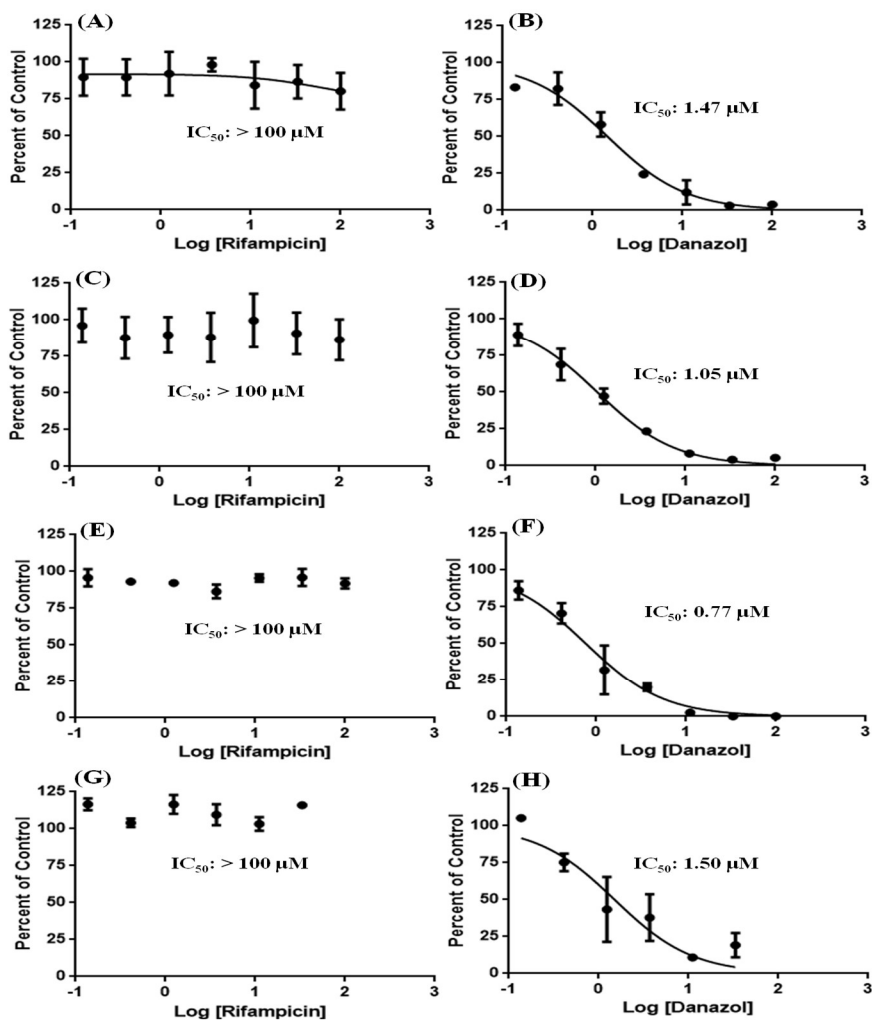 (A)
125
100
75
50
25
0
Percent of Control
IC50: > 100 µM
-1 0 1 2 3
Log [Rifampicin]
(B)
125
100
75
50
25
0
Percent of Control
IC50: 1.47 µM
-1 0 1 2 3
Log [Danazol]
(C)
125
100
75
50
25
0
Percent of Control
IC50: > 100 µM
-1 0 1 2 3
Log [Rifampicin]
(D)
125
100
75
50
25
0
Percent of Control
IC50: 1.05 µM
-1 0 1 2 3
Log [Danazol]
(E)
125
100
75
50
25
0
Percent of Control
IC50: > 100 µM
-1 0 1 2 3
Log [Rifampicin]
(F)
125
100
75
50
25
0
Percent of Control
IC50: 0.77 µM
-1 0 1 2 3
Log [Danazol]
(G)
125
100
75
50
25
0
Percent of Control
IC50: > 100 µM
-1 0 1 2 3
Log [Rifampicin]
(H)
125
100
75
50
25
0
Percent of Control
IC50: 1.50 µM
-1 0 1 2 3
Log [Danazol]